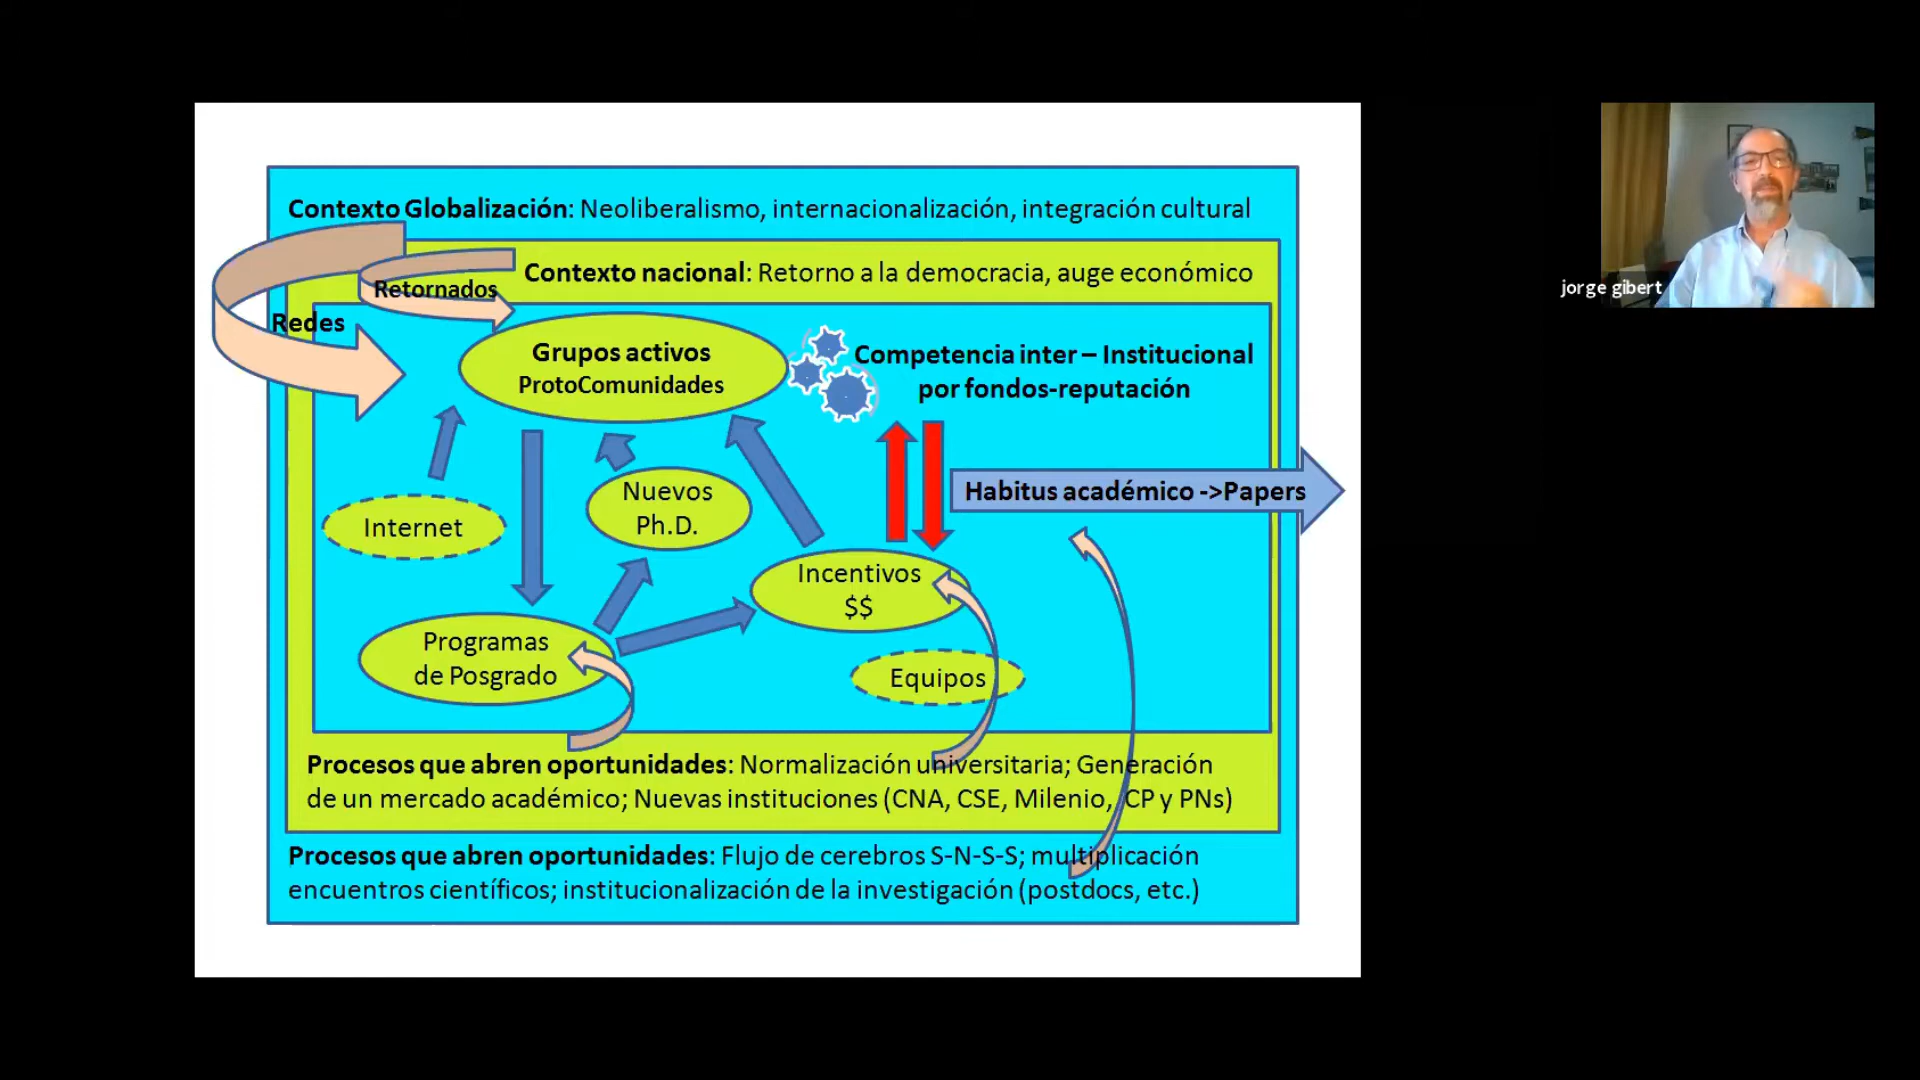 Contexto Globalización: Neoliberalismo, internacionalización, integración cultural
Contexto nacional: Retorno a la democracia, auge económico
Retornados
Redes
Grupos activos
ProtoComunidades
Competencia inter – Institucional
por fondos-reputación
Habitus académico ->Papers
Nuevos
Ph.D.
Internet
Incentivos
$$
Programas
de Posgrado
Equipos
Procesos que abren oportunidades: Normalización universitaria; Generación
de un mercado académico; Nuevas instituciones (CNA, CSE, Milenio, CP y PNs)
Procesos que abren oportunidades: Flujo de cerebros S-N-S-S; multiplicación
encuentros científicos; institucionalización de la investigación (postdocs, etc.)
jorge gibert